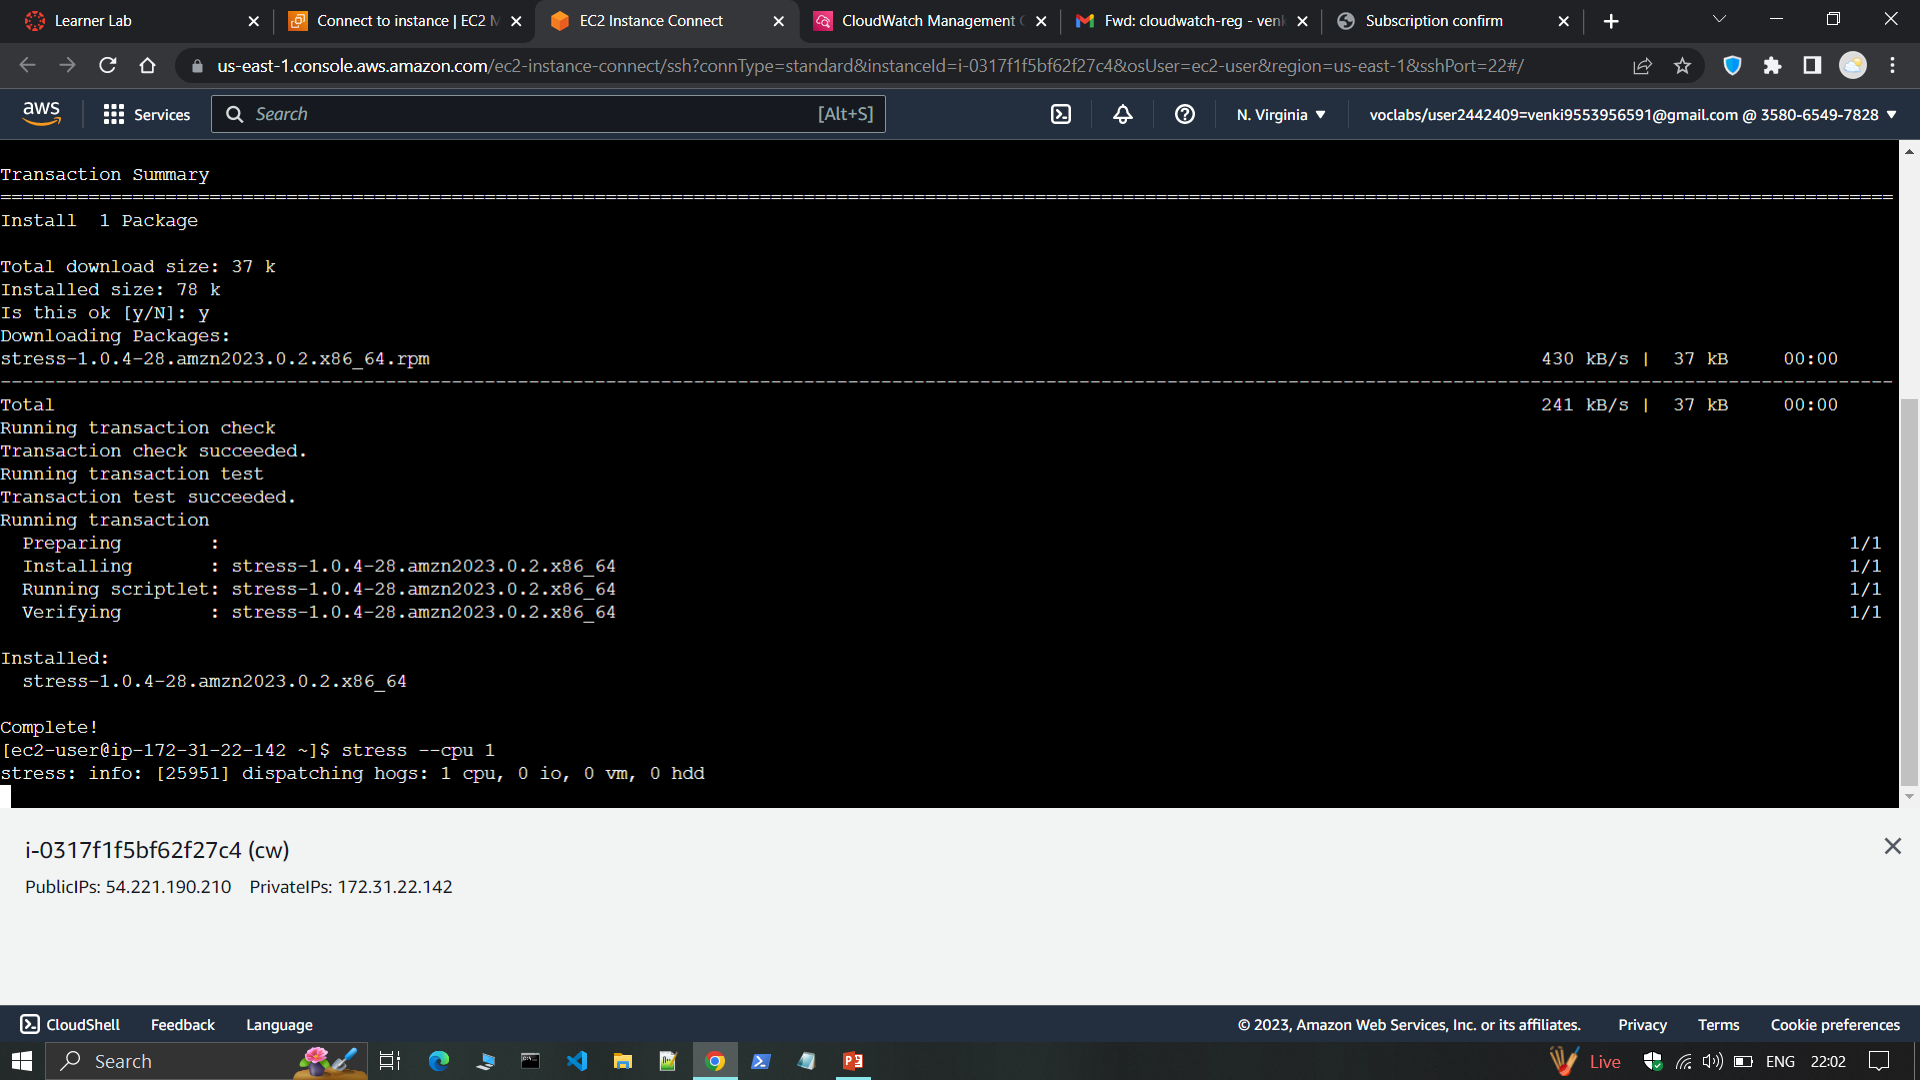 Learner Lab
Connect to instance | EC2 M
EC2 Instance Connect
CloudWatch Management C
Fwd: cloudwatch-reg - venk
Subscription confirm
us-east-1.console.aws.amazon.com/ec2-instance-connect/ssh?connType=standard&instanceId=i-0317f1f5bf62f27c4&osUser=ec2-user&region=us-east-1&sshPort=22#/
aws
Services
Search
[Alt+S]
N. Virginia
voclabs/user2442409=venki9553956591@gmail.com @ 3580-6549-7828
Transaction Summary
Install  1 Package
Total download size: 37 k
Installed size: 78 k
Is this ok [y/N]: y
Downloading Packages:
stress-1.0.4-28.amzn2023.0.2.x86_64.rpm 430 kB/s |  37 kB     00:00
Total 241 kB/s |  37 kB     00:00
Running transaction check
Transaction check succeeded.
Running transaction test
Transaction test succeeded.
Running transaction
Preparing        : 1/1
Installing       : stress-1.0.4-28.amzn2023.0.2.x86_64 1/1
Running scriptlet: stress-1.0.4-28.amzn2023.0.2.x86_64 1/1
Verifying        : stress-1.0.4-28.amzn2023.0.2.x86_64 1/1
Installed:
stress-1.0.4-28.amzn2023.0.2.x86_64
Complete!
[ec2-user@ip-172-31-22-142 ~]$ stress --cpu 1
stress: info: [25951] dispatching hogs: 1 cpu, 0 io, 0 vm, 0 hdd
i-0317f1f5bf62f27c4 (cw)
PublicIPs: 54.221.190.210 PrivateIPs: 172.31.22.142
CloudShell
Feedback
Language
© 2023, Amazon Web Services, Inc. or its affiliates.
Privacy
Terms
Cookie preferences
Search
Live
ENG
22:02